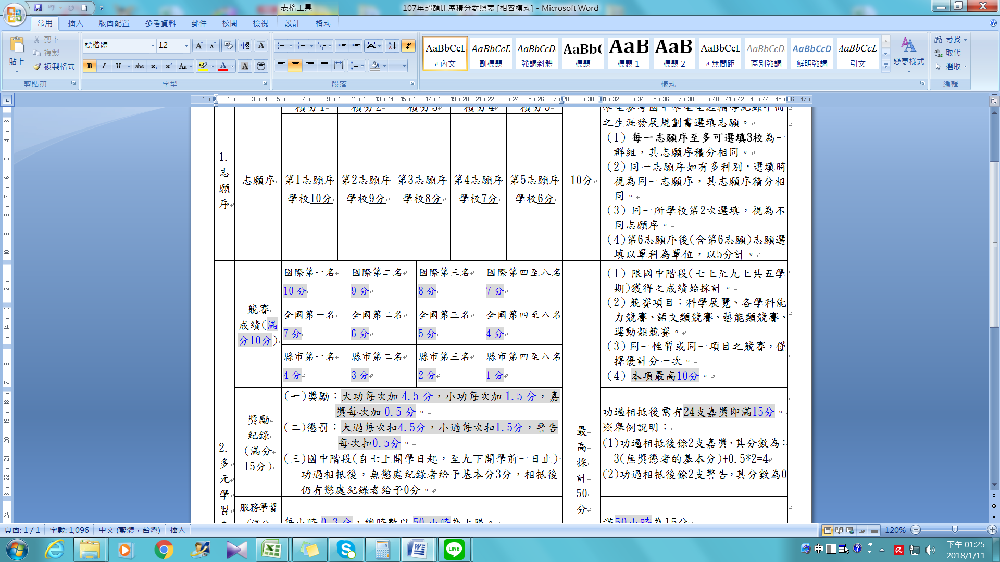 表格工具
107年超額比序積分對照表 [相容模式] - Microsoft Word
常用 插入 版面配置 參考資料 郵件 校閱 檢視 設計 格式
貼上
剪下
複製
複製格式
剪貼簿
標楷體 12
字型
段落
AaBbCcI AaBbCcD AaBbCcD AaBb( AaB AaB AaBbCcI AaBbCcD AaBbCcD AaBbCcL
內文 副標題 強調斜體 標題 標題 1 標題 2 無間距 區別強調 鮮明強調 引文
變更樣式
樣式
尋找
取代
選取
編輯
積分1 積分2 積分3 積分4 積分5
1.
志
願
序
志願序
第1志願序
學校10分
第2志願序
學校9分
第3志願序
學校8分
第4志願序
學校7分
第5志願序
學校6分
10分
學生參考國中學生生涯輔導紀錄手冊
之生涯發展規劃書選填志願。
(1) 每一志願序至多可選填3校為一
群組，其志願序積分相同。
(2) 同一志願序如有多科別，選填時
視為同一志願序，其志願序積分相
同。
(3) 同一所學校第2次選填，視為不
同志願序。
(4)第6志願序後(含第6志願)志願選
填以單科為單位，以5分計。
2.
多
元
學
習
競賽
成績(滿
分10分)
國際第一名
10 分
國際第二名
9 分
國際第三名
8 分
國際第四至八名
7 分
全國第一名
7 分
全國第二名
6 分
全國第三名
5 分
全國第四至八名
4 分
縣市第一名
4 分
縣市第二名
3 分
縣市第三名
2 分
縣市第四至八名
1 分
(1) 限國中階段(七上至九上共五學
期)獲得之成績始採計。
(2) 競賽項目：科學展覽、各學科能
力競賽、語文類競賽、藝能類競賽、
運動類競賽。
(3) 同一性質或同一項目之競賽，僅
擇優計分一次。
(4) 本項最高10分。
獎勵
紀錄
(滿分
15分)
(一)獎勵：大功每次加 4.5 分，小功每次加 1.5 分，嘉
獎每次加 0.5 分。
(二)懲罰：大過每次扣4.5分，小過每次扣1.5分，警告
每次扣0.5分。
(三)國中階段(自七上開學日起，至九下開學前一日止)
功過相抵後，無懲處紀錄者給予基本分3分，相抵後
仍有懲處紀錄者給予0分。
最
高
採
計
50
分
功過相抵後需有24支嘉獎即滿15分。
※舉例說明：
(1)功過相抵後餘2支嘉獎，其分數為：
3(無獎懲者的基本分)+0.5*2=4
(2)功過相抵後餘2支警告，其分數為0
服務學習
(滿分
每小時 0.3 分，總時數以 50 小時為上限。
滿50小時為15分。
頁面: 1 / 1 字數: 1,096 中文 (繁體，台灣) 插入
120%
LINE
中
下午 01:25
2018/1/11